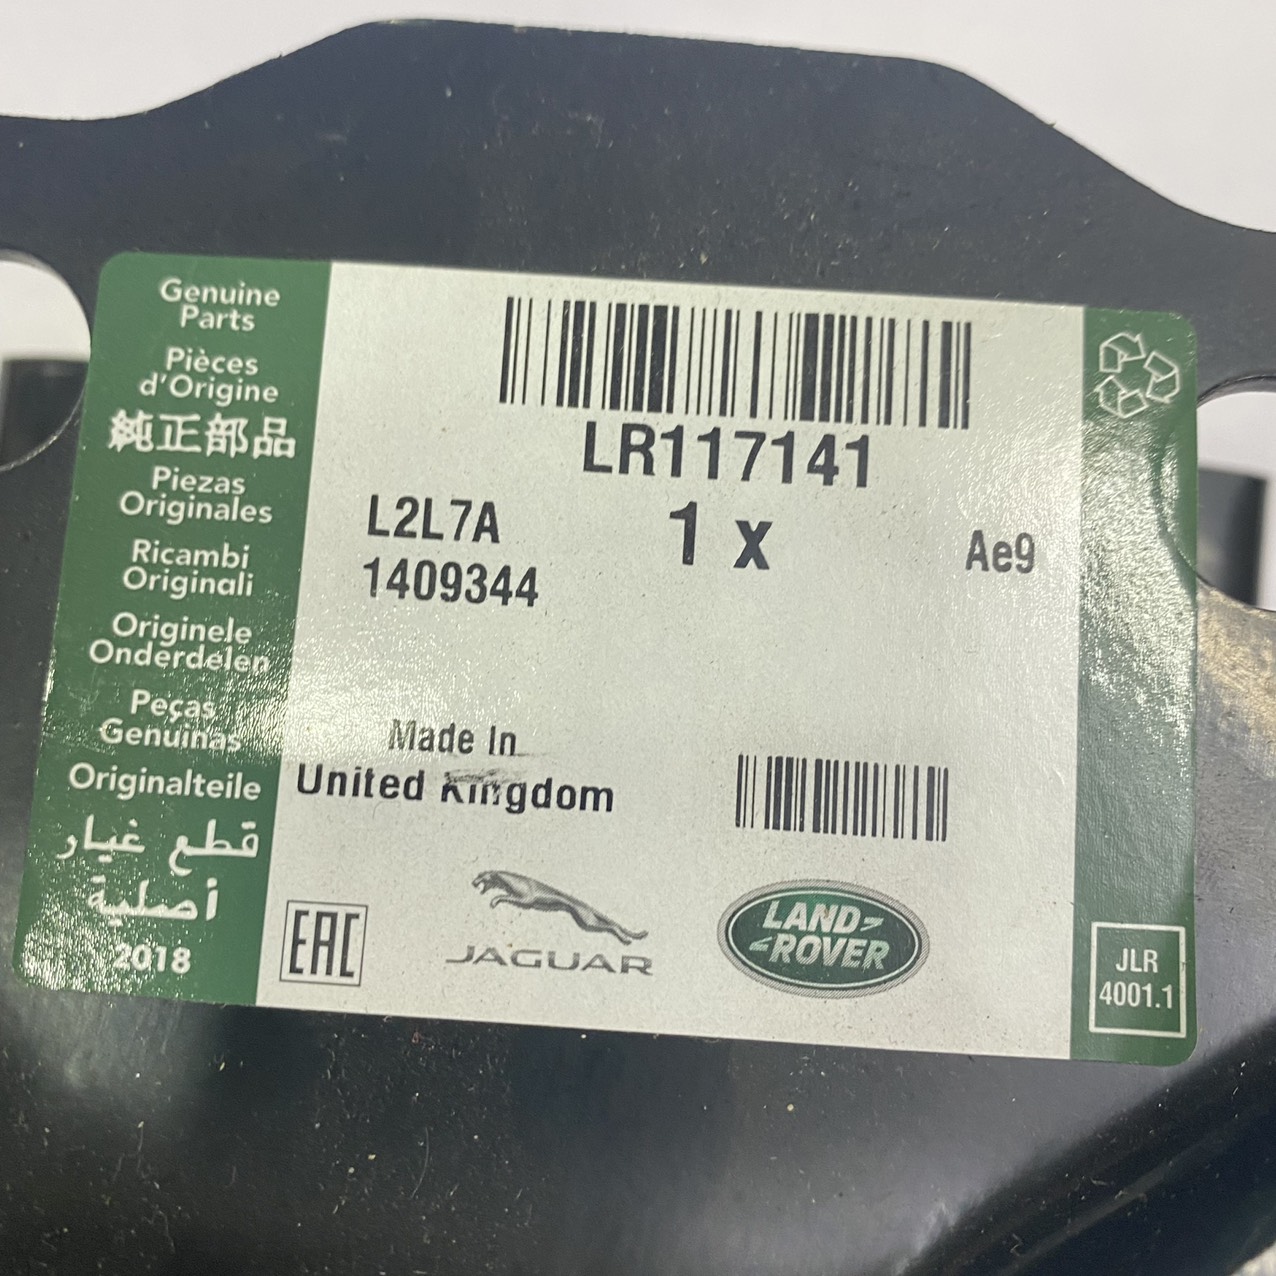 Genuine
Parts
Pièces
d'Origine
純正部品
Piezas
Originales
Ricambi
Originali
Originele
Onderdelen
Peças
Genuinas
Originalteile
قطع غيار
أصلية
2018
LR117141
L2L7A
1 x
Ae9
1409344
Made In
United Kingdom
EAC
JAGUAR
LAND
ROVER
JLR
4001.1